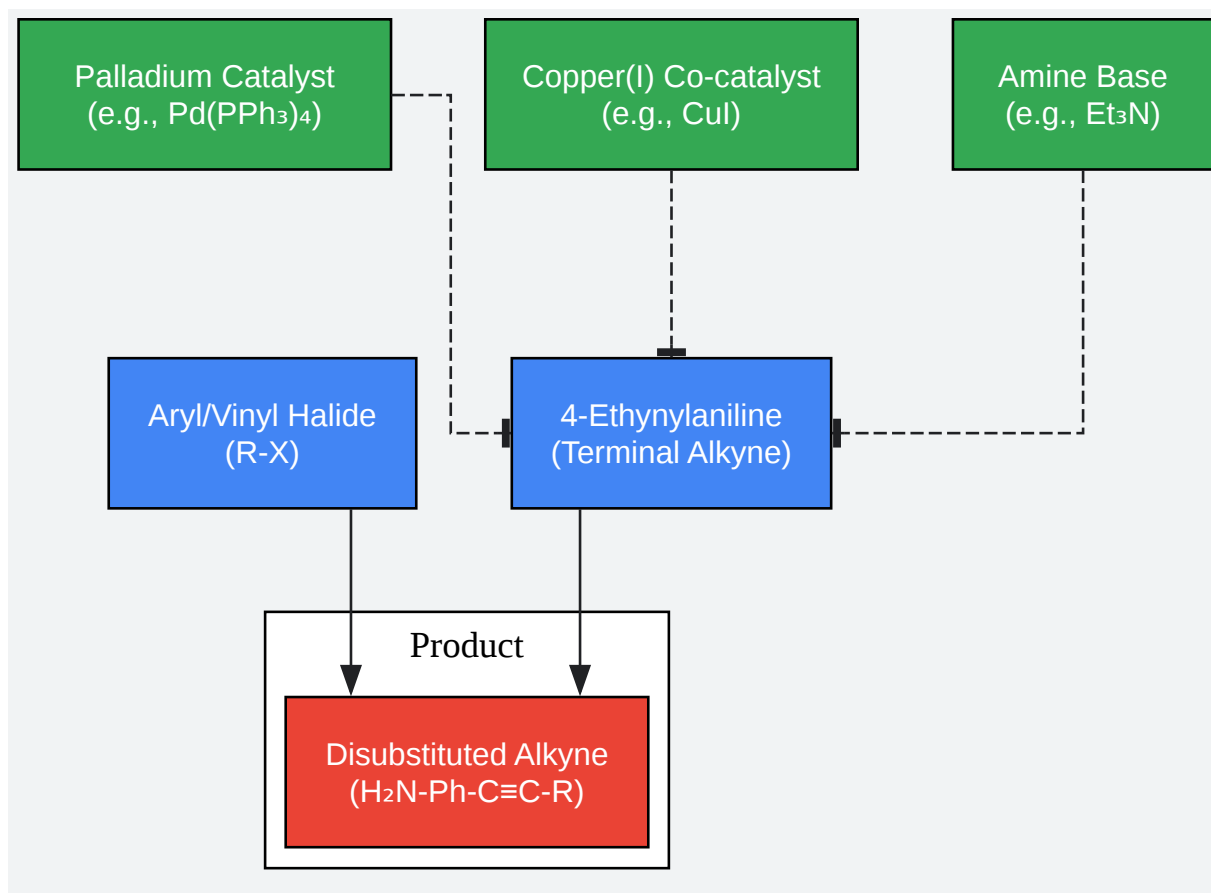 Palladium Catalyst
(e.g., Pd(PPh₃)₄)
Copper(I) Co-catalyst
(e.g., CuI)
Amine Base
(e.g., Et₃N)
Aryl/Vinyl Halide
(R-X)
4-Ethynylaniline
(Terminal Alkyne)
Product
Disubstituted Alkyne
(H₂N-Ph-C≡C-R)